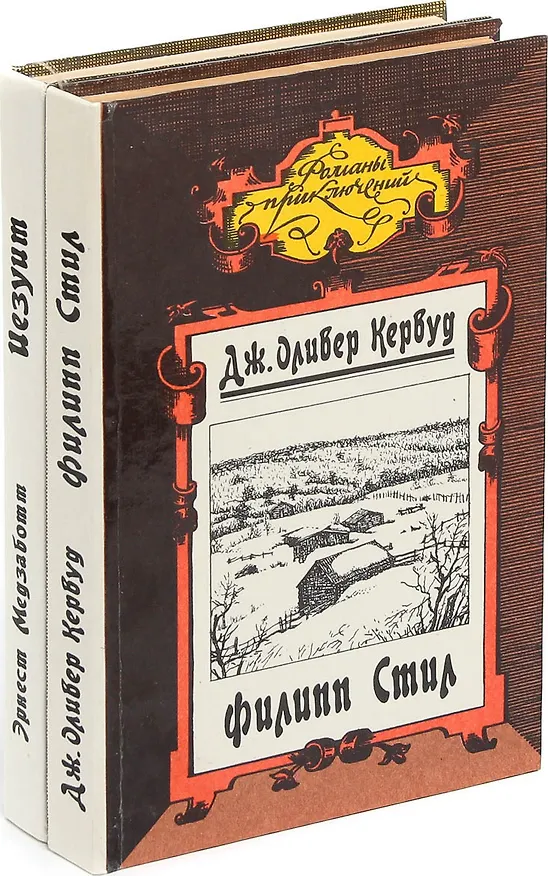 Романы
приключений
Дж. Оливер Кервуд
Филипп Стил
Дж. Оливер Кервуд Филипп Стил
Эрнест Медзаботт Иезуит